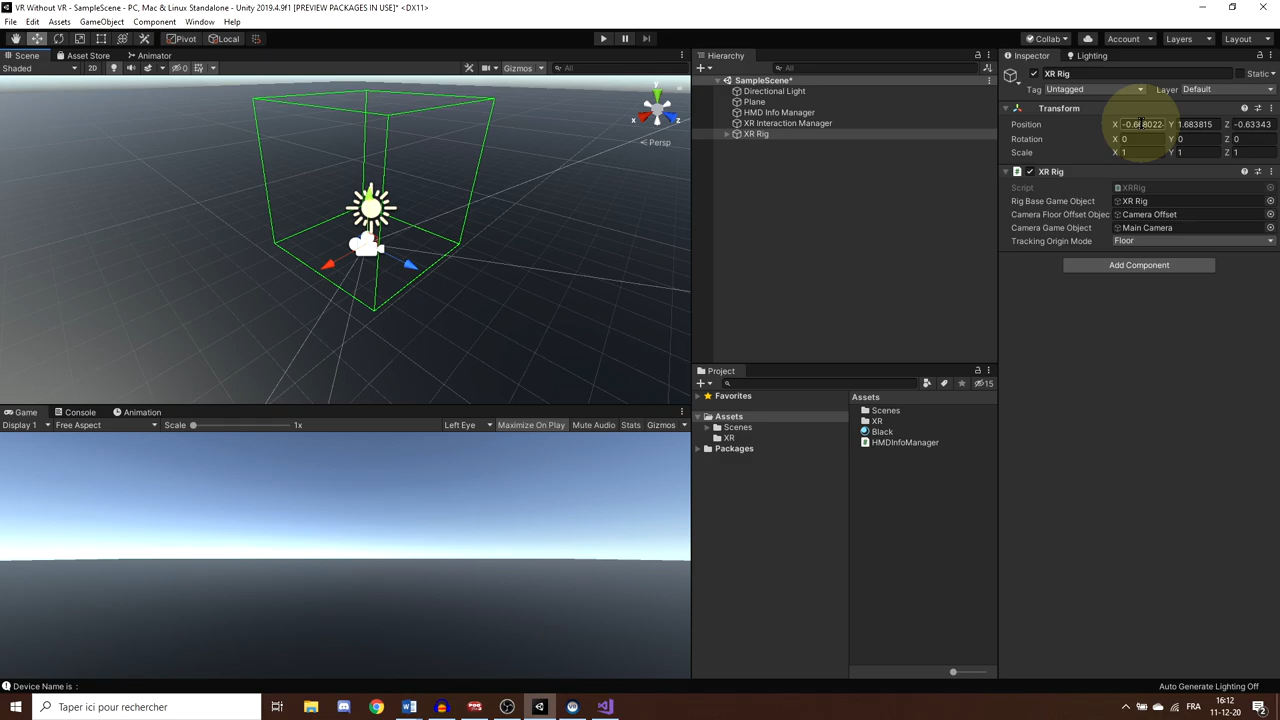 VR Without VR - SampleScene - PC, Mac & Linux Standalone - Unity 2019.4.9f1 [PREVIEW PACKAGES IN USE]* <DX11>
File Edit Assets GameObject Component Window Help
Pivot Local Collab Account Layers Layout
Scene Asset Store Animator
Shaded 2D 0 Gizmos All
y x z
Persp
Game Console Animation
Display 1 Free Aspect Scale 1x Left Eye Maximize On Play Mute Audio Stats Gizmos
Hierarchy
All
SampleScene*
Directional Light
Plane
HMD Info Manager
XR Interaction Manager
XR Rig
Project
15
Favorites
Assets
Scenes
XR
Packages
Assets
Scenes
XR
Black
HMDInfoManager
Inspector Lighting
XR Rig Static
Tag Untagged Layer Default
Transform
Position X -0.668022 Y 1.683815 Z -0.63343
Rotation X 0 Y 0 Z 0
Scale X 1 Y 1 Z 1
XR Rig
Script XRRig
Rig Base Game Object XR Rig
Camera Floor Offset Objec Camera Offset
Camera Game Object Main Camera
Tracking Origin Mode Floor
Add Component
Device Name is :
Auto Generate Lighting Off
Taper ici pour rechercher
FRA
16:12
11-12-20
2